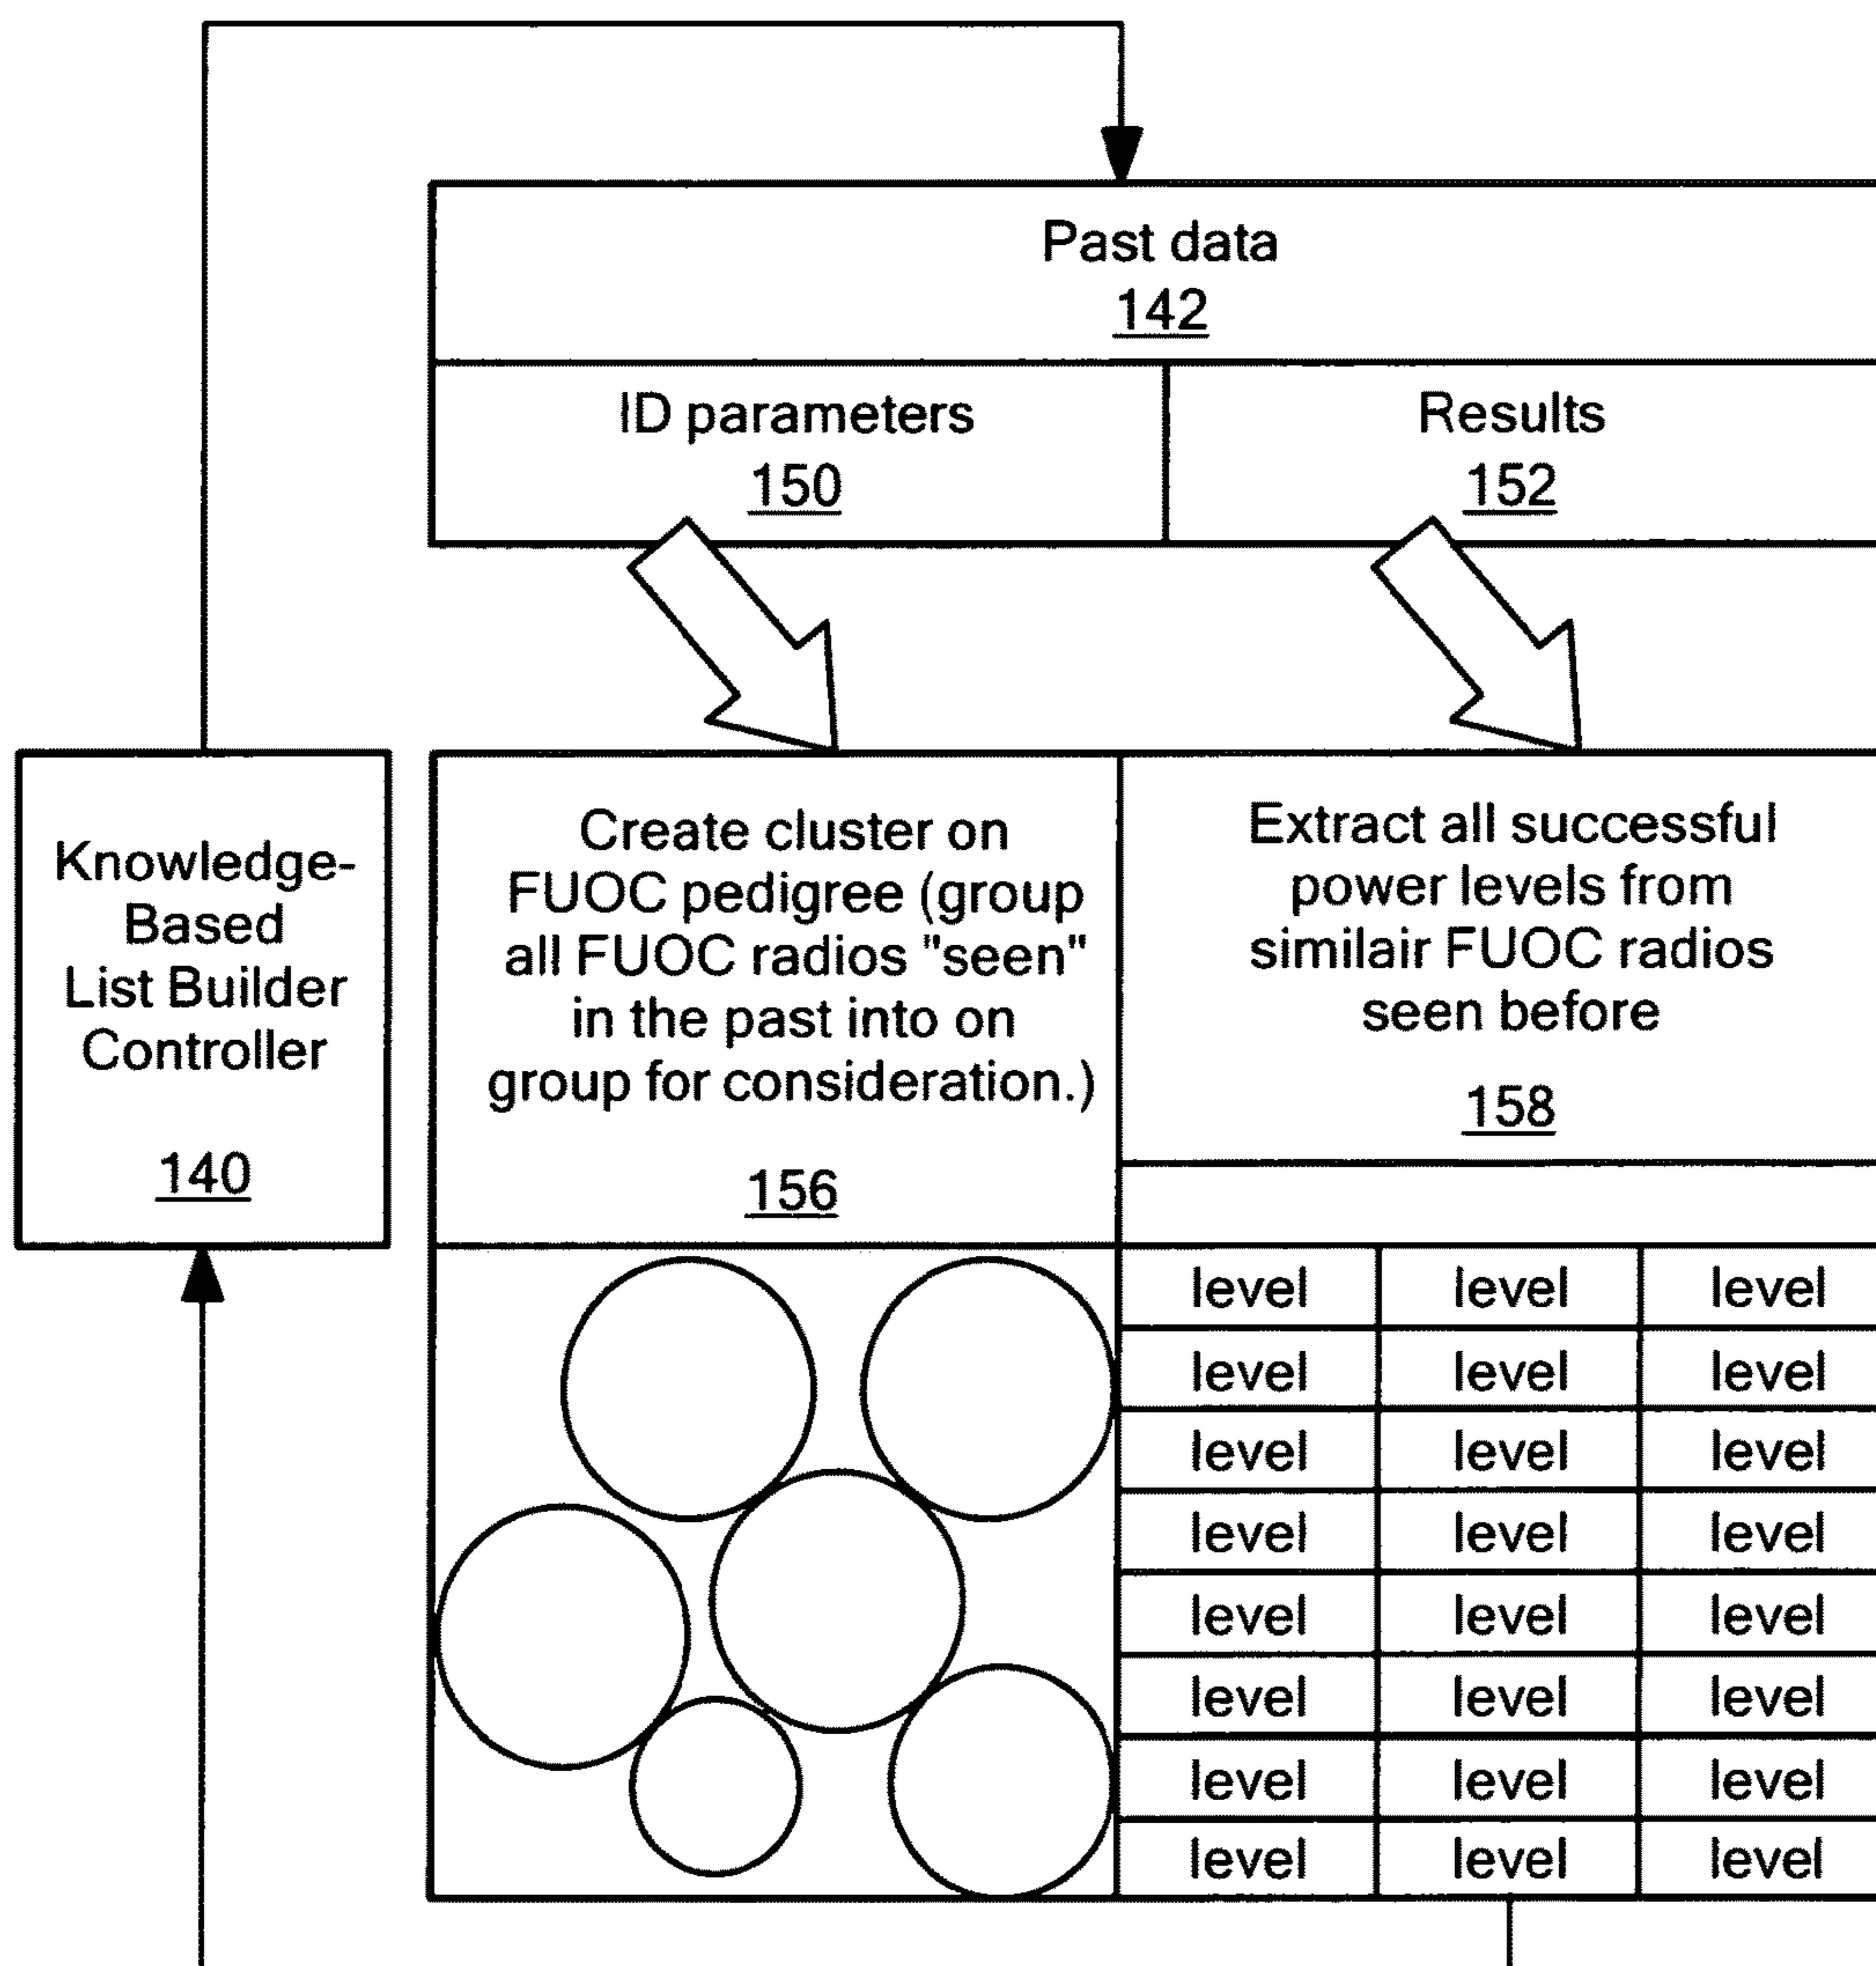 Past data
142
ID parameters
150
Results
152
Knowledge-
Based
List Builder
Controller
140
Create cluster on
FUOC pedigree (group
all FUOC radios "seen"
in the past into on
group for consideration.)
156
Extract all successful
power levels from
similair FUOC radios
seen before
158
level level level
level level level
level level level
level level level
level level level
level level level
level level level
level level level